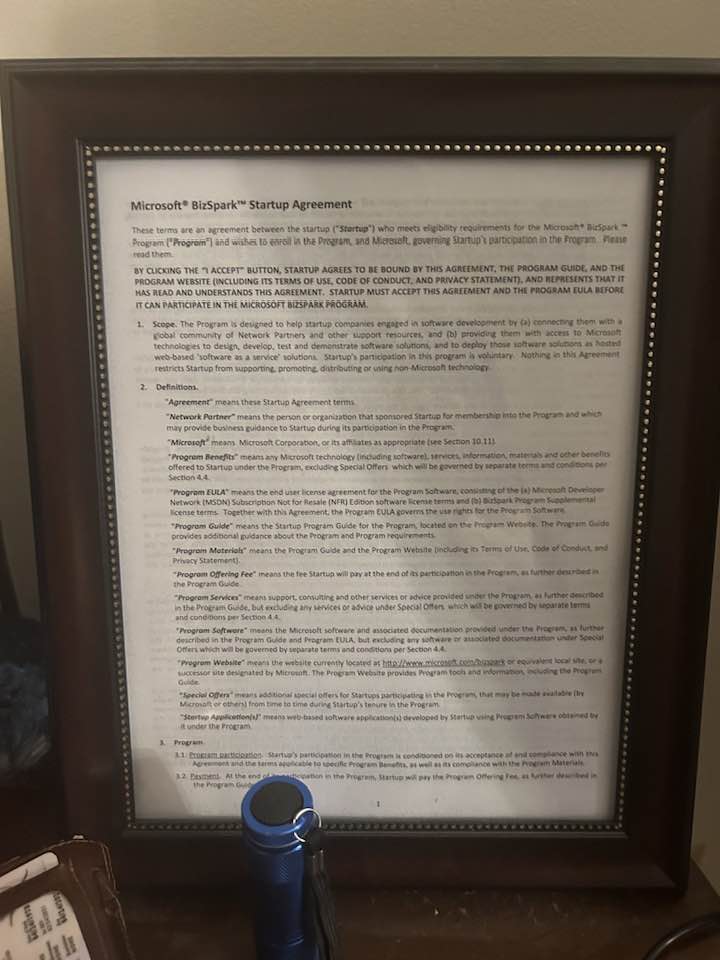 Microsoft® BizSpark™ Startup Agreement
These terms are an agreement between the startup ("Startup") who meets eligibility requirements for the Microsoft® BizSpark ™
Program ("Program") and wishes to enroll in the Program, and Microsoft, governing Startup's participation in the Program. Please
read them.
BY CLICKING THE "I ACCEPT" BUTTON, STARTUP AGREES TO BE BOUND BY THIS AGREEMENT, THE PROGRAM GUIDE, AND THE
PROGRAM WEBSITE (INCLUDING ITS TERMS OF USE, CODE OF CONDUCT, AND PRIVACY STATEMENT), AND REPRESENTS THAT IT
HAS READ AND UNDERSTANDS THIS AGREEMENT. STARTUP MUST ACCEPT THIS AGREEMENT AND THE PROGRAM EULA BEFORE
IT CAN PARTICIPATE IN THE MICROSOFT BIZSPARK PROGRAM.
1. Scope. The Program is designed to help startup companies engaged in software development by (a) connecting them with a
global community of Network Partners and other support resources, and (b) providing them with access to Microsoft
technologies to design, develop, test and demonstrate software solutions, and to deploy those software solutions as hosted
web-based 'software as a service' solutions. Startup's participation in this program is voluntary. Nothing in this Agreement
restricts Startup from supporting, promoting, distributing or using non-Microsoft technology.
2. Definitions.
"Agreement" means these Startup Agreement terms.
"Network Partner" means the person or organization that sponsored Startup for membership into the Program and which
may provide business guidance to Startup during its participation in the Program.
"Microsoft" means Microsoft Corporation, or its affiliates as appropriate (see Section 10.11).
"Program Benefits" means any Microsoft technology (including software), services, information, materials and other benefits
offered to Startup under the Program, excluding Special Offers which will be governed by separate terms and conditions per
Section 4.4.
"Program EULA" means the end user license agreement for the Program Software, consisting of the (a) Microsoft Developer
Network (MSDN) Subscription Not for Resale (NFR) Edition software license terms and (b) BizSpark Program Supplemental
license terms. Together with this Agreement, the Program EULA governs the use rights for the Program Software.
"Program Guide" means the Startup Program Guide for the Program, located on the Program Website. The Program Guide
provides additional guidance about the Program and Program requirements.
"Program Materials" means the Program Guide and the Program Website (including its Terms of Use, Code of Conduct, and
Privacy Statement).
"Program Offering Fee" means the fee Startup will pay at the end of its participation in the Program, as further described in
the Program Guide.
"Program Services" means support, consulting and other services or advice provided under the Program, as further described
in the Program Guide, but excluding any services or advice under Special Offers which will be governed by separate terms
and conditions per Section 4.4.
"Program Software" means the Microsoft software and associated documentation provided under the Program, as further
described in the Program Guide and Program EULA, but excluding any software or associated documentation under Special
Offers which will be governed by separate terms and conditions per Section 4.4.
"Program Website" means the website currently located at http://www.microsoft.com/bizspark or equivalent local site, or a
successor site designated by Microsoft. The Program Website provides Program tools and information, including the Program
Guide.
"Special Offers" means additional special offers for Startups participating in the Program, that may be made available (by
Microsoft or others) from time to time during Startup's tenure in the Program.
"Startup Application(s)" means web-based software application(s) developed by Startup using Program Software obtained by
it under the Program.
3. Program.
3.1. Program participation. Startup's participation in the Program is conditioned on its acceptance of and compliance with this
Agreement and the terms applicable to specific Program Benefits, as well as its compliance with the Program Materials.
3.2. Payment. At the end of participation in the Program, Startup will pay the Program Offering Fee, as further described in
the Program
1